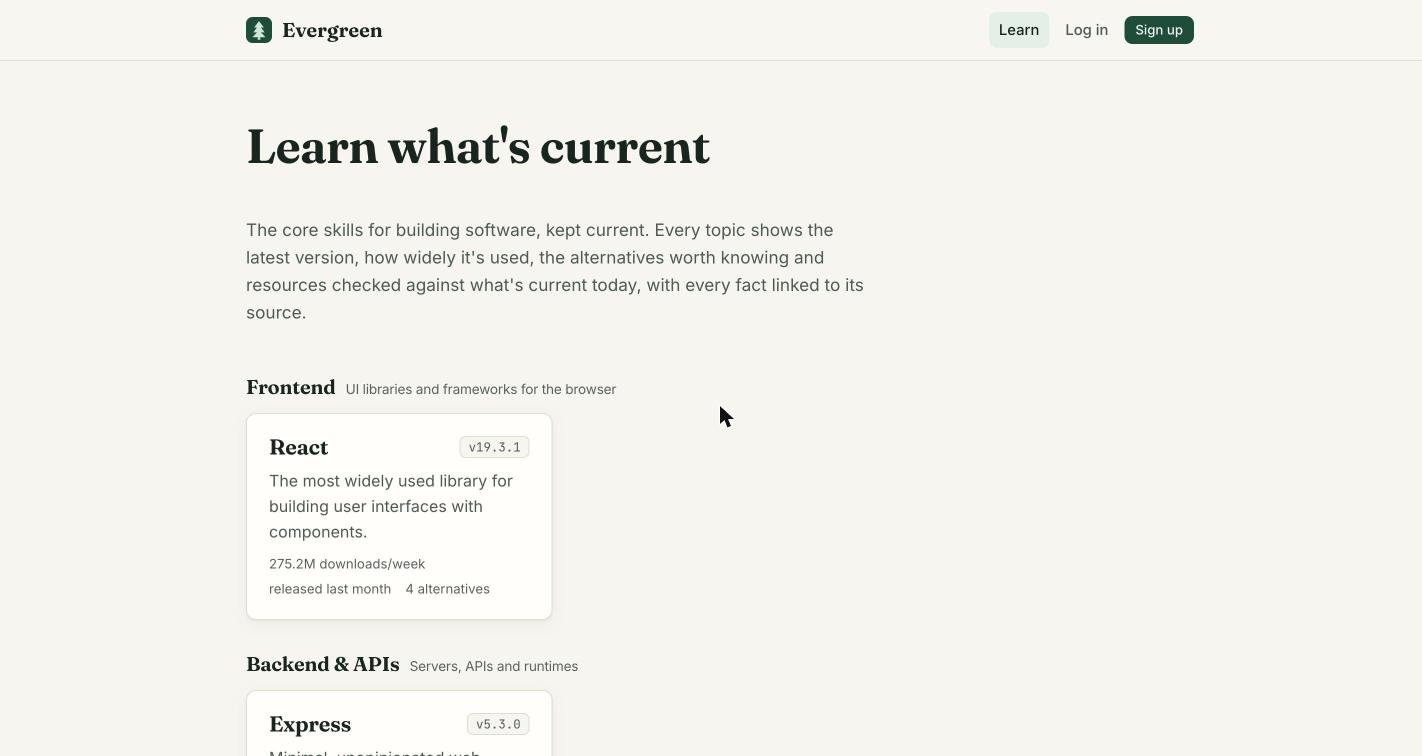 Evergreen
Learn
Log in
Sign up
Learn what's current
The core skills for building software, kept current. Every topic shows the
latest version, how widely it's used, the alternatives worth knowing and
resources checked against what's current today, with every fact linked to its
source.
Frontend UI libraries and frameworks for the browser
React v19.3.1
The most widely used library for
building user interfaces with
components.
275.2M downloads/week
released last month 4 alternatives
Backend & APIs Servers, APIs and runtimes
Express v5.3.0
Minimal, unopinionated web